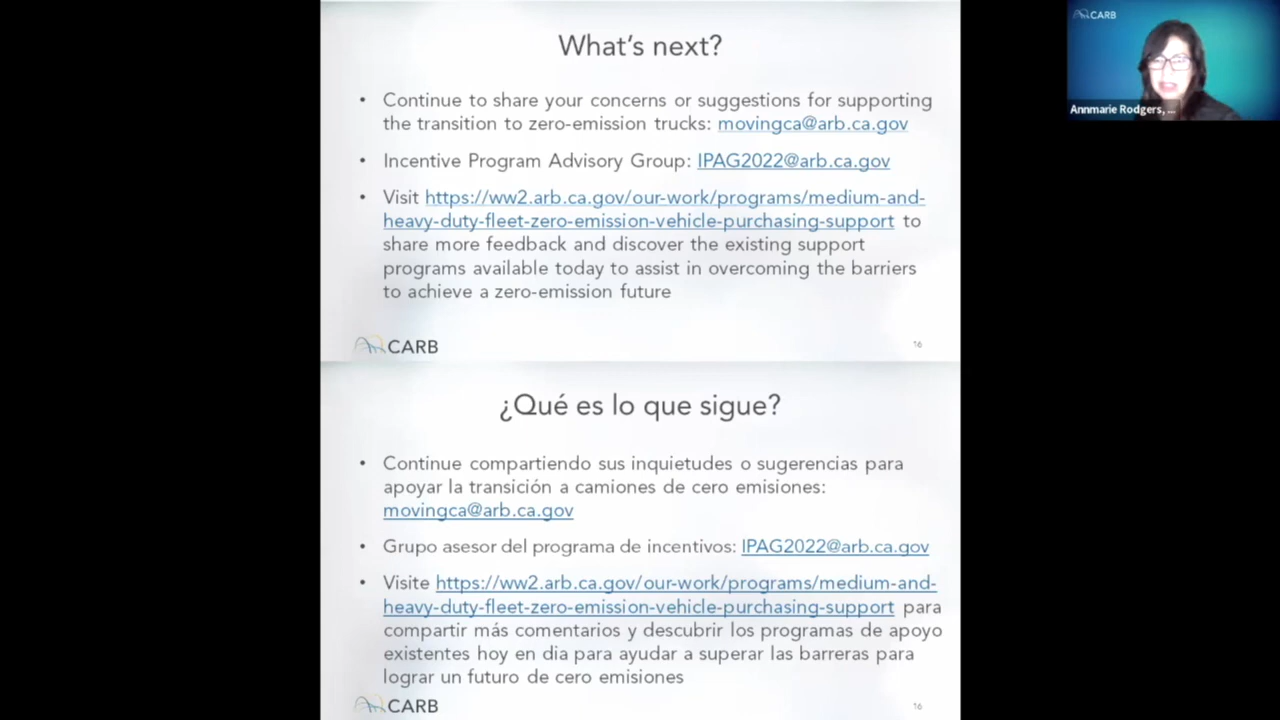 What's next?
• Continue to share your concerns or suggestions for supporting
the transition to zero-emission trucks: movingca@arb.ca.gov
• Incentive Program Advisory Group: IPAG2022@arb.ca.gov
• Visit https://ww2.arb.ca.gov/our-work/programs/medium-and-
heavy-duty-fleet-zero-emission-vehicle-purchasing-support to
share more feedback and discover the existing support
programs available today to assist in overcoming the barriers
to achieve a zero-emission future
CARB
16
¿Qué es lo que sigue?
• Continue compartiendo sus inquietudes o sugerencias para
apoyar la transición a camiones de cero emisiones:
movingca@arb.ca.gov
• Grupo asesor del programa de incentivos: IPAG2022@arb.ca.gov
• Visite https://ww2.arb.ca.gov/our-work/programs/medium-and-
heavy-duty-fleet-zero-emission-vehicle-purchasing-support para
compartir más comentarios y descubrir los programas de apoyo
existentes hoy en dia para ayudar a superar las barreras para
lograr un futuro de cero emisiones
CARB
16
CARB
Annmarie Rodgers, ...